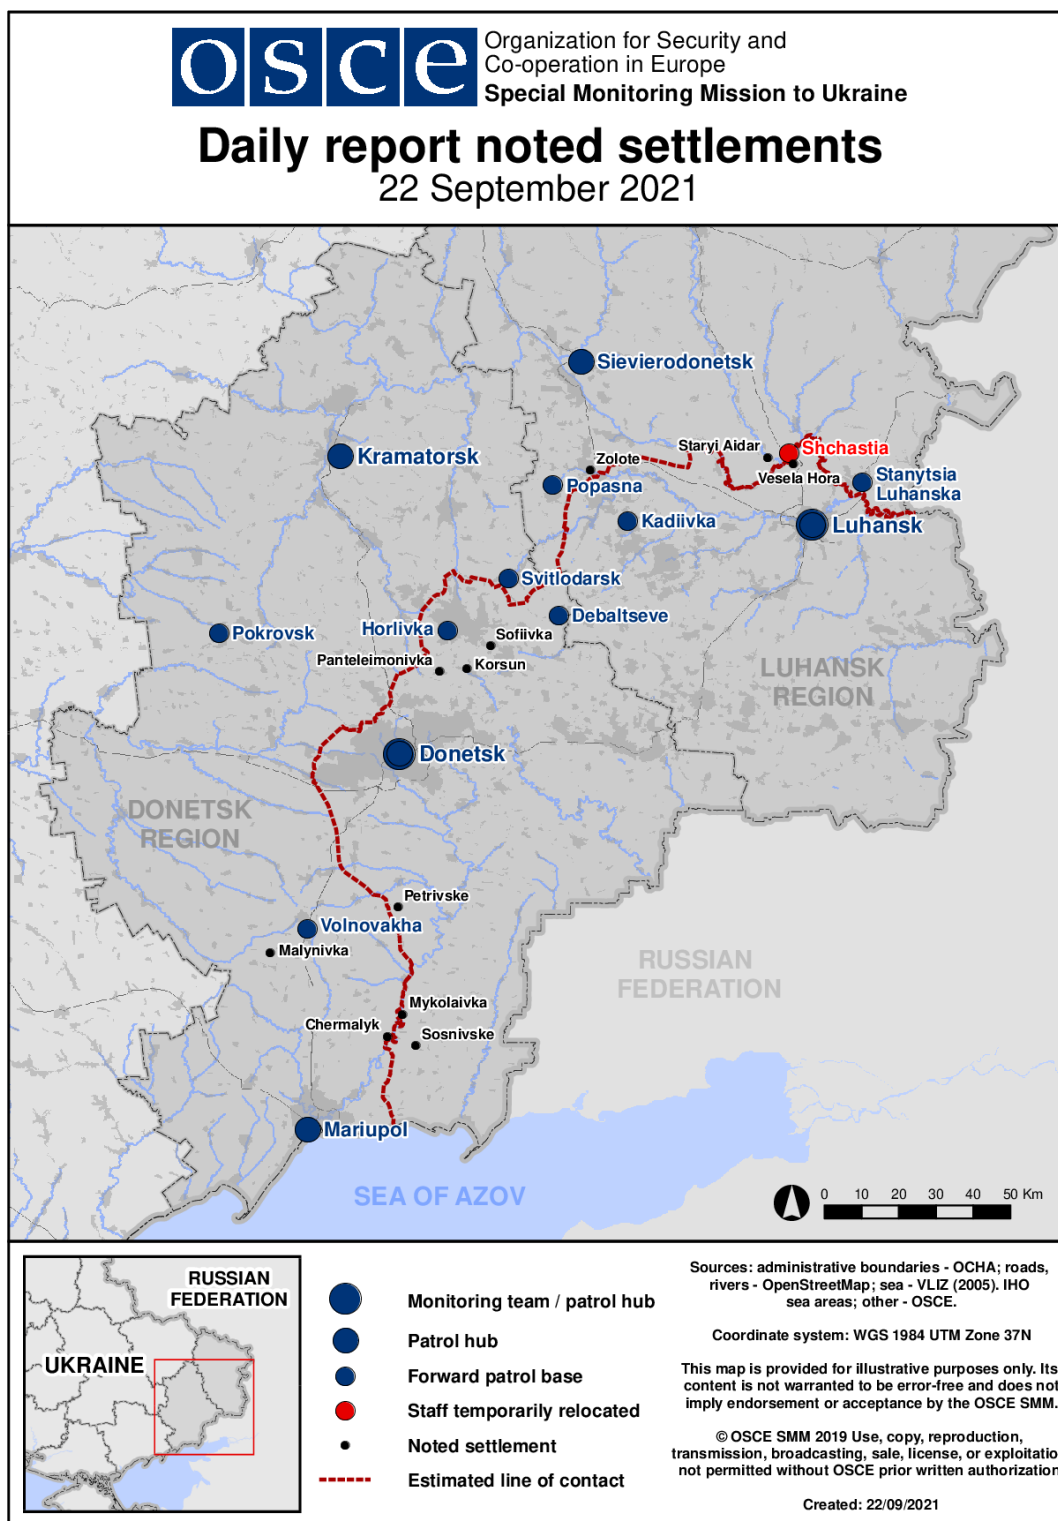 osce
Organization for Security and
Co-operation in Europe
Special Monitoring Mission to Ukraine
Daily report noted settlements
22 September 2021
Sievierodonetsk
Kramatorsk
Staryi Aidar
Shchastia
Zolote
Vesela Hora
Stanytsia
Luhanska
Popasna
Kadiivka
Luhansk
Svitlodarsk
Debaltseve
Horlivka
Pokrovsk
Sofiivka
Panteleimonivka
Korsun
LUHANSK
REGION
Donetsk
DONETSK
REGION
Petrivske
Volnovakha
Malynivka
RUSSIAN
FEDERATION
Mykolaivka
Chermalyk
Sosnivske
Mariupol
SEA OF AZOV
0 10 20 30 40 50 Km
RUSSIAN
FEDERATION
UKRAINE
Monitoring team / patrol hub
Patrol hub
Forward patrol base
Staff temporarily relocated
Noted settlement
Estimated line of contact
Sources: administrative boundaries - OCHA; roads,
rivers - OpenStreetMap; sea - VLIZ (2005). IHO
sea areas; other - OSCE.
Coordinate system: WGS 1984 UTM Zone 37N
This map is provided for illustrative purposes only. Its
content is not warranted to be error-free and does not
imply endorsement or acceptance by the OSCE SMM.
© OSCE SMM 2019 Use, copy, reproduction,
transmission, broadcasting, sale, license, or exploitatio
not permitted without OSCE prior written authorization
Created: 22/09/2021